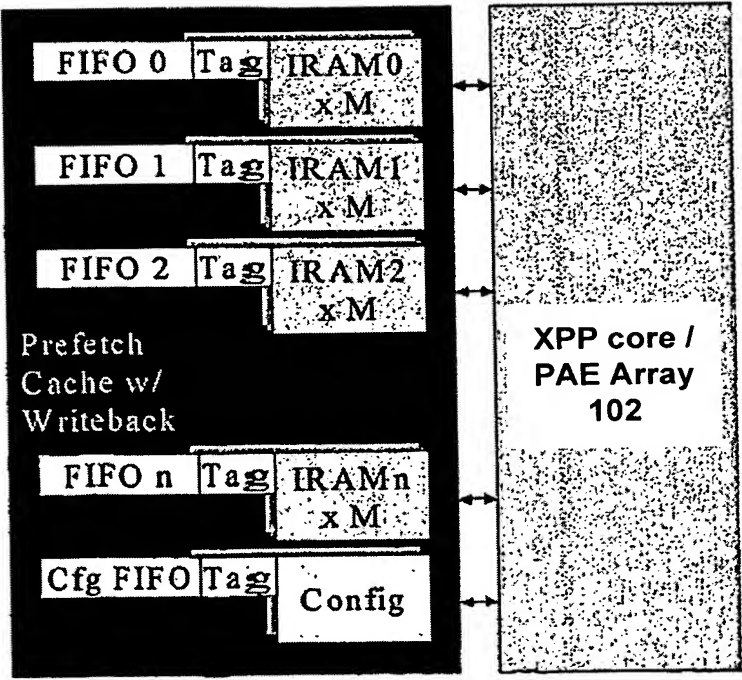 FIFO 0 Tag IRAM0
x M
FIFO 1 Tag IRAM1
x M
FIFO 2 Tag IRAM2
x M
Prefetch
Cache w/
Writeback
XPP core /
PAE Array
102
FIFO n Tag IRAMn
x M
Cfg FIFO Tag Config